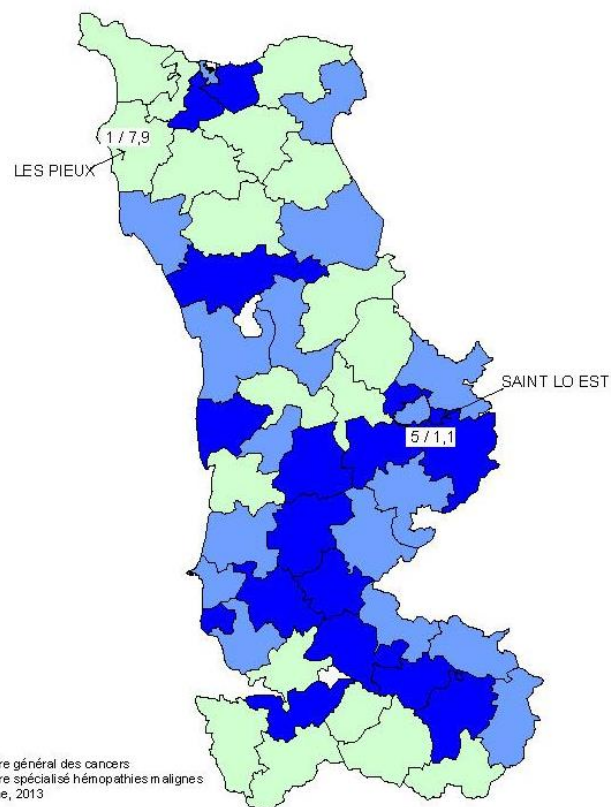 1 / 7,9
LES PIEUX
SAINT LO EST
5 / 1,1
re général des cancers
re spécialisé hémopathies malignes
e, 2013